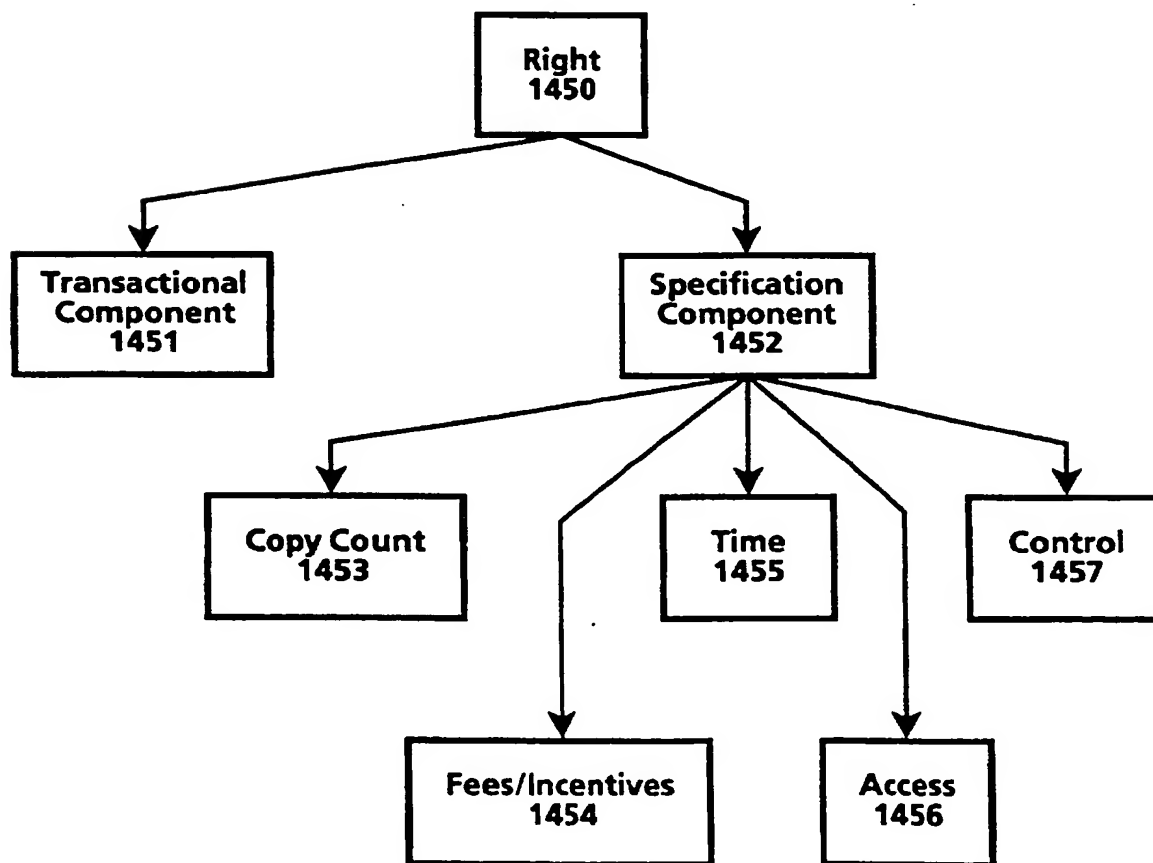 Right
1450
Transactional
Component
1451
Specification
Component
1452
Copy Count
1453
Time
1455
Control
1457
Fees/Incentives
1454
Access
1456